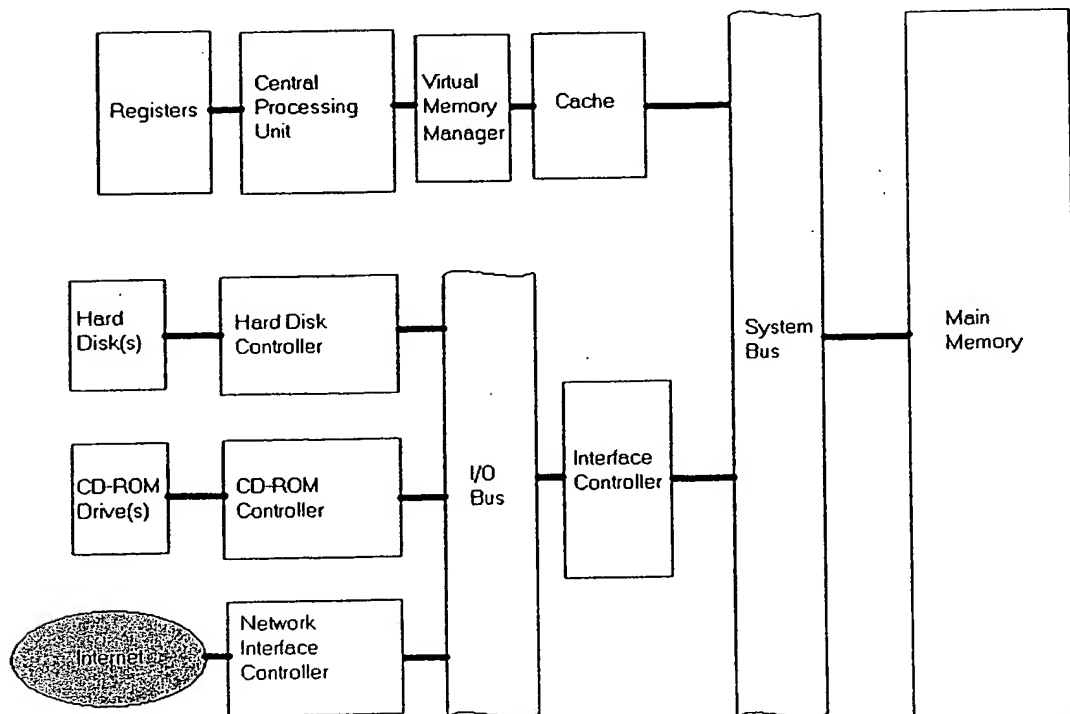 Registers
Central
Processing
Unit
Virtual
Memory
Manager
Cache
Hard
Disk(s)
Hard Disk
Controller
System
Bus
Main
Memory
CD-ROM
Drive(s)
CD-ROM
Controller
I/O
Bus
Interface
Controller
Internet
Network
Interface
Controller